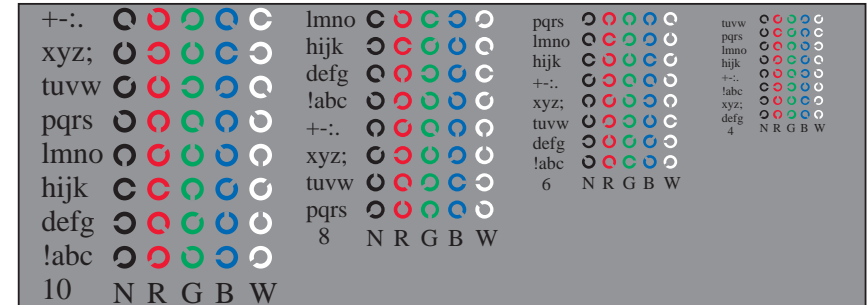 +-:.
xyz;
tuvw
pqrs
lmno
hijk
defg
!abc
10 N R G B W
lmno
hijk
defg
!abc
+-:.
xyz;
tuvw
pqrs
8 N R G B W
pqrs
lmno
hijk
+-:.
xyz;
tuvw
defg
!abc
6 N R G B W
tuvw
pqrs
lmno
hijk
+-:.
!abc
xyz;
defg
4 N R G B W